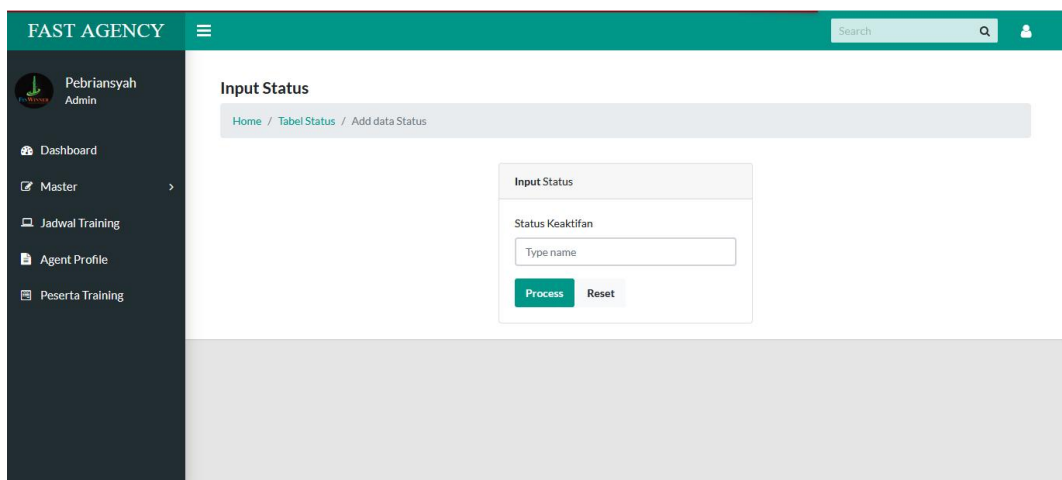 FAST AGENCY
Search
Pebriansyah
Admin
Dashboard
Master
Jadwal Training
Agent Profile
Peserta Training
Input Status
Home / Tabel Status / Add data Status
Input Status
Status Keaktifan
Type name
Process Reset